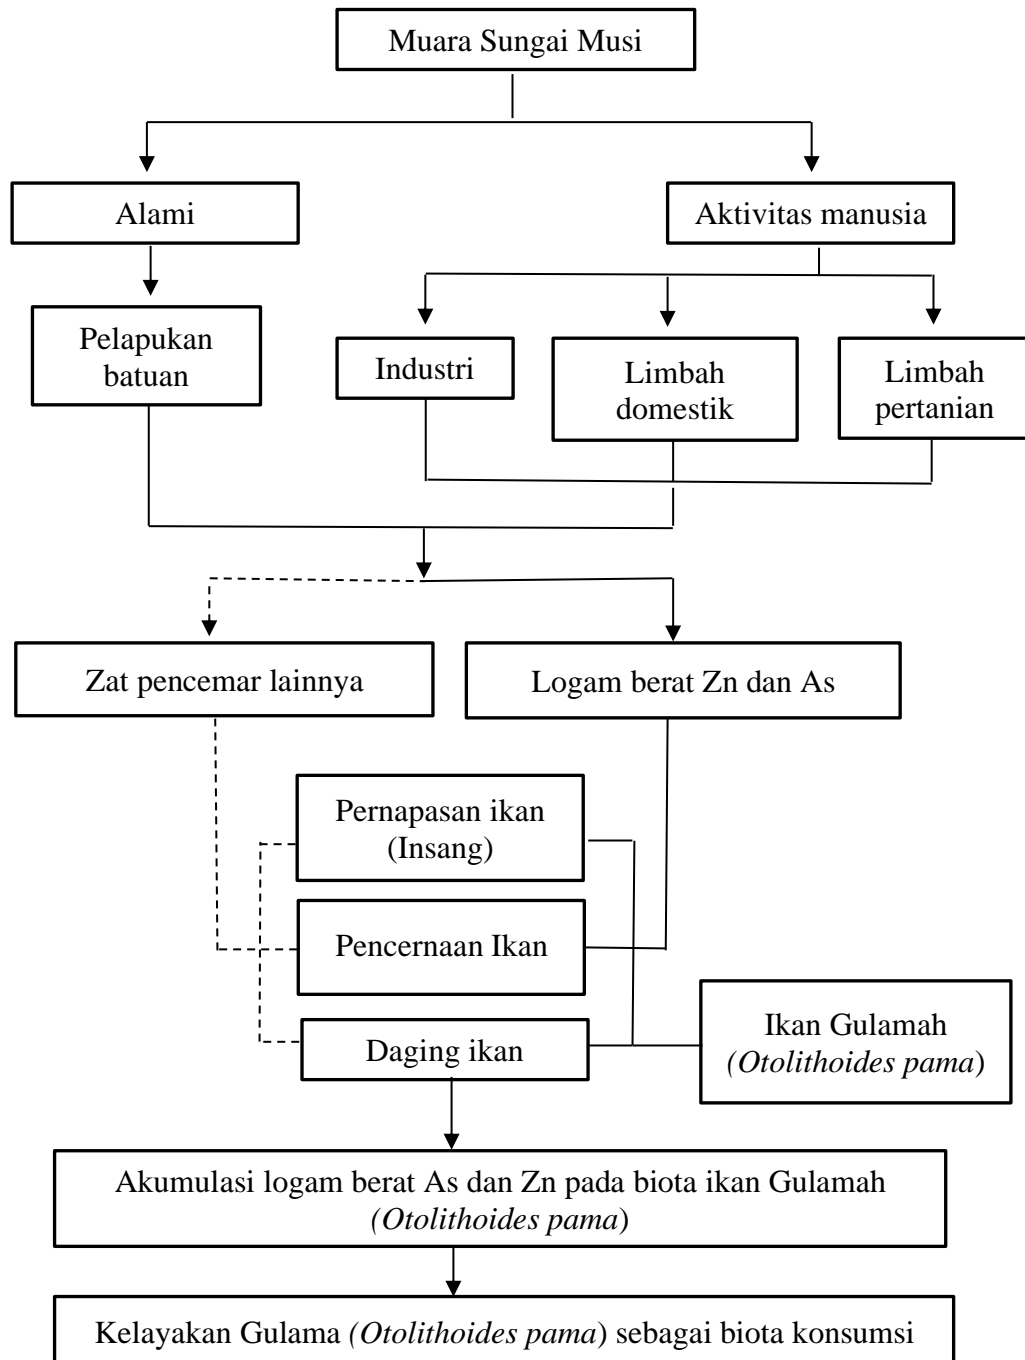 Muara Sungai Musi
Alami
Aktivitas manusia
Pelapukan
batuan
Industri
Limbah
domestik
Limbah
pertanian
Zat pencemar lainnya
Logam berat Zn dan As
Pernapasan ikan
(Insang)
Pencernaan Ikan
Daging ikan
Ikan Gulamah
(Otolithoides pama)
Akumulasi logam berat As dan Zn pada biota ikan Gulamah
(Otolithoides pama)
Kelayakan Gulama (Otolithoides pama) sebagai biota konsumsi